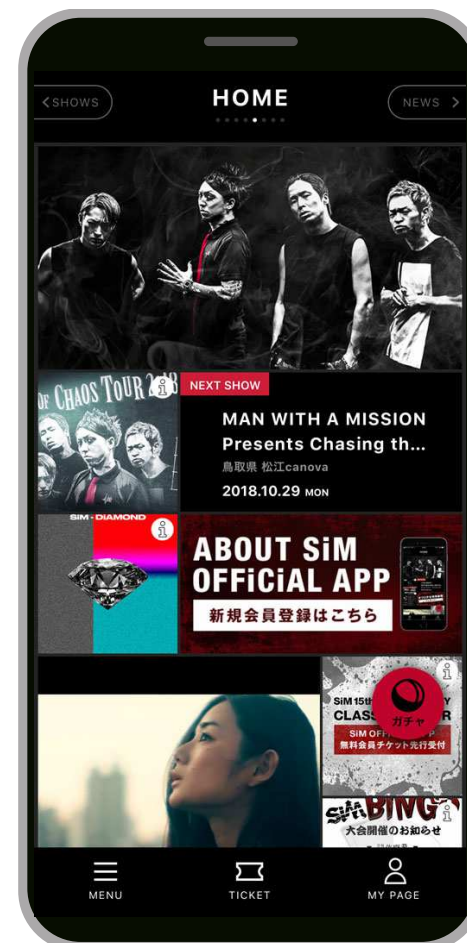 SHOWS
HOME
NEWS
OF CHAOS TOUR 2018
NEXT SHOW
MAN WITH A MISSION
Presents Chasing th...
鳥取県 松江canova
2018.10.29 MON
SiM - DIAMOND
ABOUT SiM
OFFiCiAL APP
新規会員登録はこちら
SiM 15th
CLAS
ガチャ
SiM OF
無料会員チケット先行受付
SiM BiNG
大会開催のお知らせ
MENU
TICKET
MY PAGE